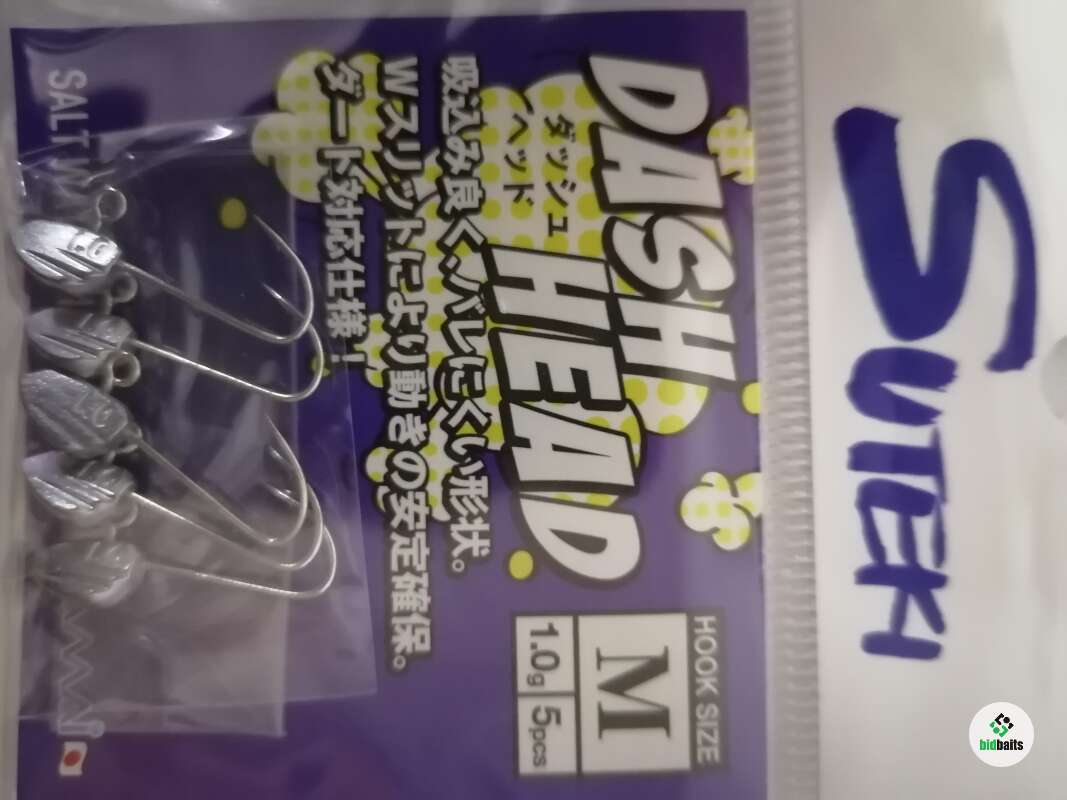 SUTEKI
DASH
ダッシュ
ヘッド
HEAD
吸込み良くバレにくい形状。
Wスリットにより動きの安定確保。
ダート対応仕様！
HOOK SIZE
M
1.0g 5pcs
SALT
bidbaits